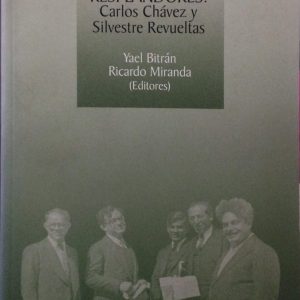 RESPLANDORES:
Carlos Chávez y
Silvestre Revueltas
Yael Bitrán
Ricardo Miranda
(Editores)